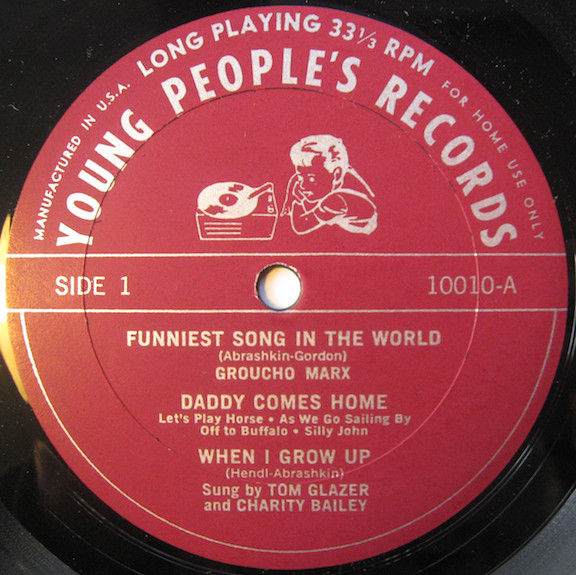 LONG PLAYING 33⅓ RPM
MANUFACTURED IN U.S.A.
FOR HOME USE ONLY
YOUNG PEOPLE'S RECORDS
SIDE 1
10010-A
FUNNIEST SONG IN THE WORLD
(Abrashkin-Gordon)
GROUCHO MARX
DADDY COMES HOME
Let's Play Horse • As We Go Sailing By
Off to Buffalo • Silly John
WHEN I GROW UP
(Hendl-Abrashkin)
Sung by TOM GLAZER
and CHARITY BAILEY